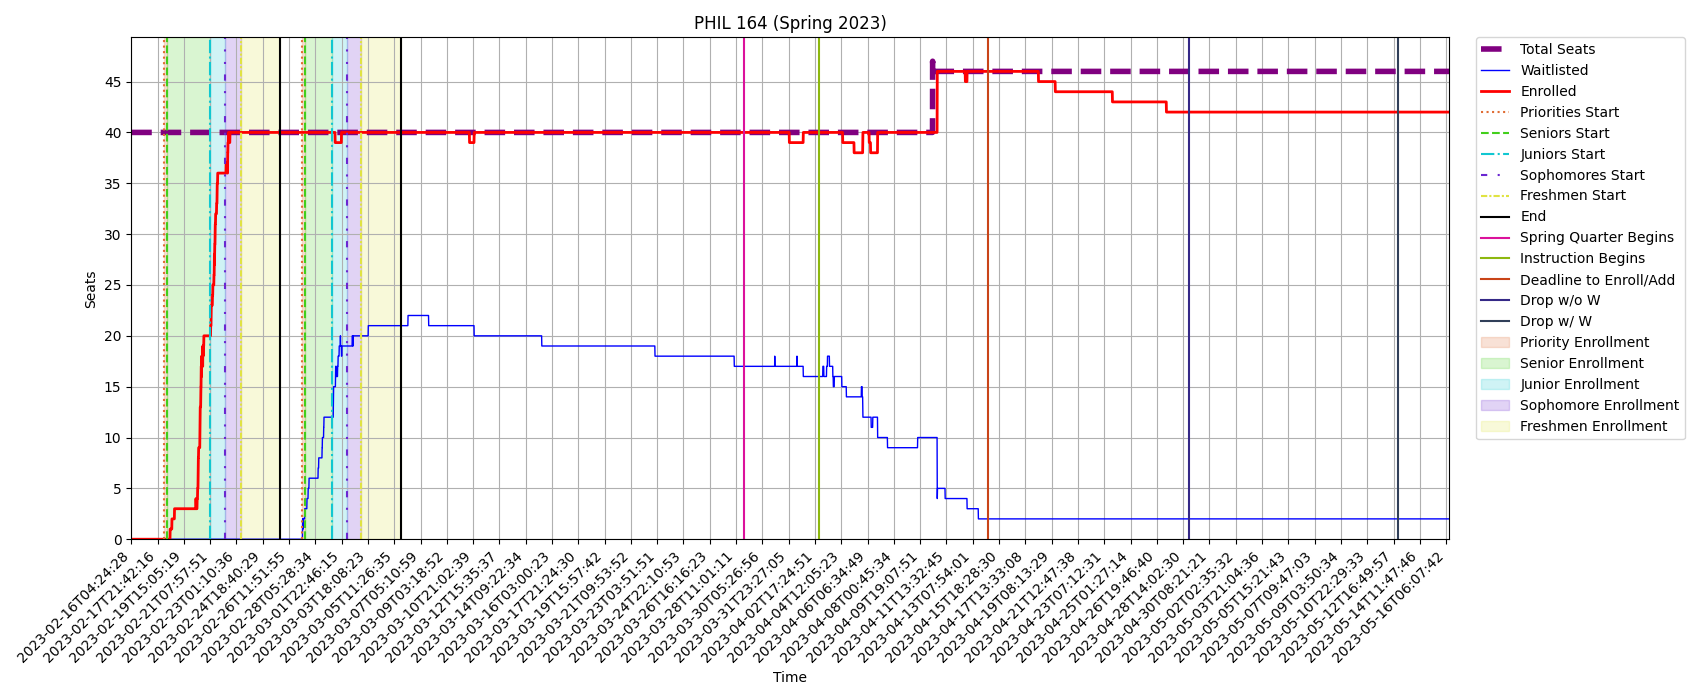 PHIL 164 (Spring 2023)
Seats
45
40
35
30
25
20
15
10
5
0
2023-02-16T04:24:28
2023-02-17T21:42:16
2023-02-19T15:05:19
2023-02-21T07:57:51
2023-02-23T01:10:36
2023-02-24T18:40:29
2023-02-26T11:51:55
2023-02-28T05:28:34
2023-03-01T22:46:15
2023-03-03T18:08:23
2023-03-05T11:26:35
2023-03-07T05:10:59
2023-03-09T03:18:52
2023-03-10T21:02:39
2023-03-12T15:35:37
2023-03-14T09:22:34
2023-03-16T03:00:23
2023-03-17T21:24:30
2023-03-19T15:57:42
2023-03-21T09:53:52
2023-03-23T03:51:51
2023-03-24T22:10:53
2023-03-26T16:16:23
2023-03-28T11:01:11
2023-03-30T05:26:56
2023-03-31T23:27:05
2023-04-02T17:24:51
2023-04-04T12:05:23
2023-04-06T06:34:49
2023-04-08T00:45:34
2023-04-09T19:07:51
2023-04-11T13:32:45
2023-04-13T07:54:01
2023-04-15T18:28:30
2023-04-17T13:33:08
2023-04-19T08:13:29
2023-04-21T12:47:38
2023-04-23T07:12:31
2023-04-25T01:27:14
2023-04-26T19:46:40
2023-04-28T14:02:30
2023-04-30T08:21:21
2023-05-02T02:35:32
2023-05-03T21:04:36
2023-05-05T15:21:43
2023-05-07T09:47:03
2023-05-09T03:50:34
2023-05-10T22:29:33
2023-05-12T16:49:57
2023-05-14T11:47:46
2023-05-16T06:07:42
Time
Total Seats
Waitlisted
Enrolled
Priorities Start
Seniors Start
Juniors Start
Sophomores Start
Freshmen Start
End
Spring Quarter Begins
Instruction Begins
Deadline to Enroll/Add
Drop w/o W
Drop w/ W
Priority Enrollment
Senior Enrollment
Junior Enrollment
Sophomore Enrollment
Freshmen Enrollment